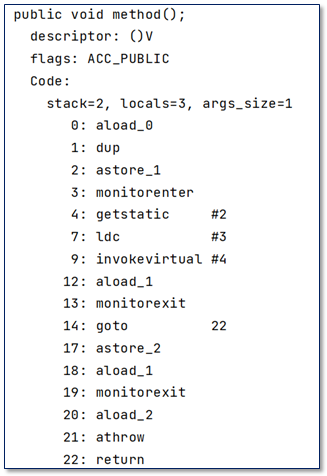 public void method();
descriptor: ()V
flags: ACC_PUBLIC
Code:
stack=2, locals=3, args_size=1
0: aload_0
1: dup
2: astore_1
3: monitorenter
4: getstatic #2
7: ldc #3
9: invokevirtual #4
12: aload_1
13: monitorexit
14: goto 22
17: astore_2
18: aload_1
19: monitorexit
20: aload_2
21: athrow
22: return